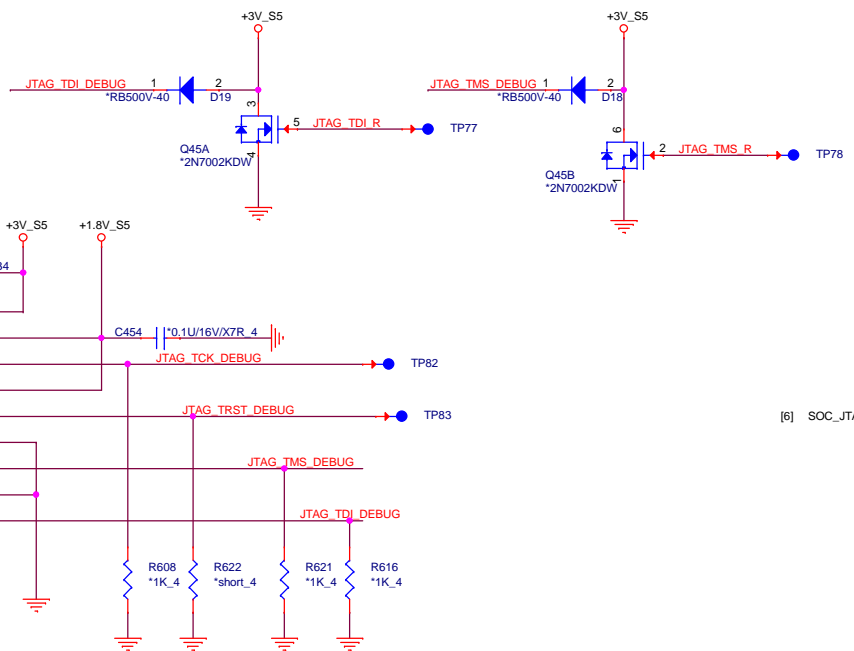 +3V_S5
+3V_S5
JTAG_TDI_DEBUG 1 2
*RB500V-40 D19
JTAG_TMS_DEBUG 1 2
*RB500V-40 D18
3
5 JTAG_TDI_R TP77
4
Q45A
*2N7002KDW
6
2 JTAG_TMS_R TP78
1
Q45B
*2N7002KDW
+3V_S5 +1.8V_S5
C454 *0.1U/16V/X7R_4
JTAG_TCK_DEBUG TP82
JTAG_TRST_DEBUG TP83
[6] SOC_JTA
JTAG_TMS_DEBUG
JTAG_TDI_DEBUG
R608 R622 R621 R616
*1K_4 *short_4 *1K_4 *1K_4